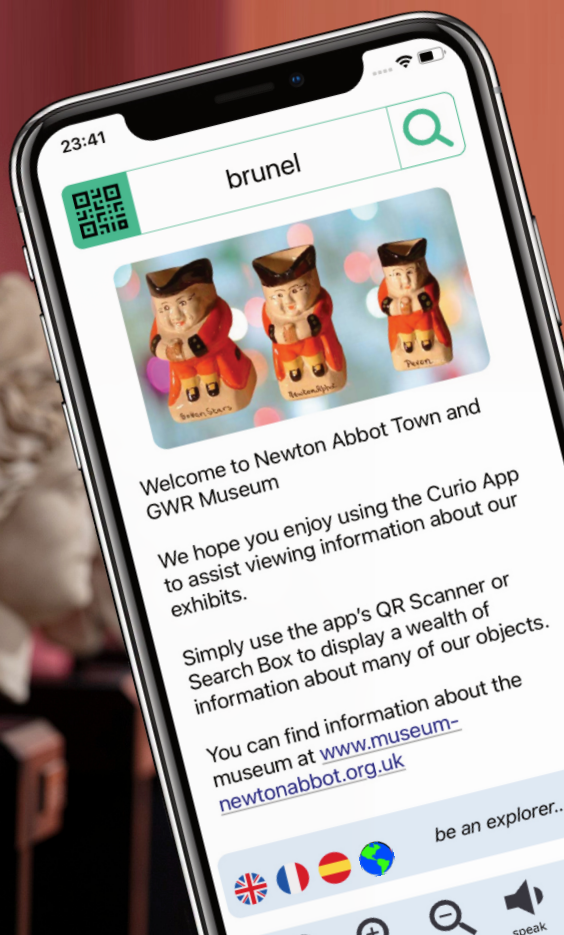 23:41
brunel
Newton Abbot
Pecon
Welcome to Newton Abbot Town and
GWR Museum
We hope you enjoy using the Curio App
to assist viewing information about our
exhibits.
Simply use the app's QR Scanner or
Search Box to display a wealth of
information about many of our objects.
You can find information about the
museum at www.museum-
newtonabbot.org.uk
be an explorer..
speak